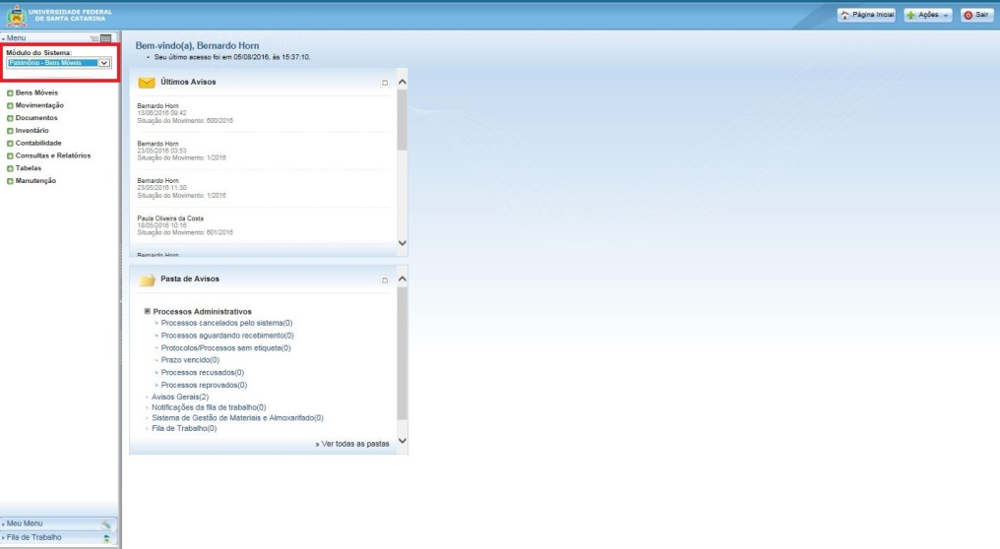 UNIVERSIDADE FEDERAL
DE SANTA CATARINA
Página Inicial
Ações
Sair
Menu
Módulo do Sistema:
Patrimônio - Bens Móveis
Bens Móveis
Movimentação
Documentos
Inventário
Contabilidade
Consultas e Relatórios
Tabelas
Manutenção
Bem-vindo(a), Bernardo Horn
Seu último acesso foi em 05/08/2016, às 15:37:10.
Últimos Avisos
Bernardo Horn
13/06/2016 09:42
Situação do Movimento: 600/2016
Bernardo Horn
23/05/2016 03:53
Situação do Movimento: 1/2016
Bernardo Horn
23/05/2016 11:30
Situação do Movimento: 1/2016
Paula Oliveira da Costa
18/05/2016 10:16
Situação do Movimento: 601/2016
Bernardo Horn
Pasta de Avisos
Processos Administrativos
Processos cancelados pelo sistema(0)
Processos aguardando recebimento(0)
Protocolos/Processos sem etiqueta(0)
Prazo vencido(0)
Processos recusados(0)
Processos reprovados(0)
Avisos Gerais(2)
Notificações da fila de trabalho(0)
Sistema de Gestão de Materiais e Almoxarifado(0)
Fila de Trabalho(0)
» Ver todas as pastas
Meu Menu
Fila de Trabalho